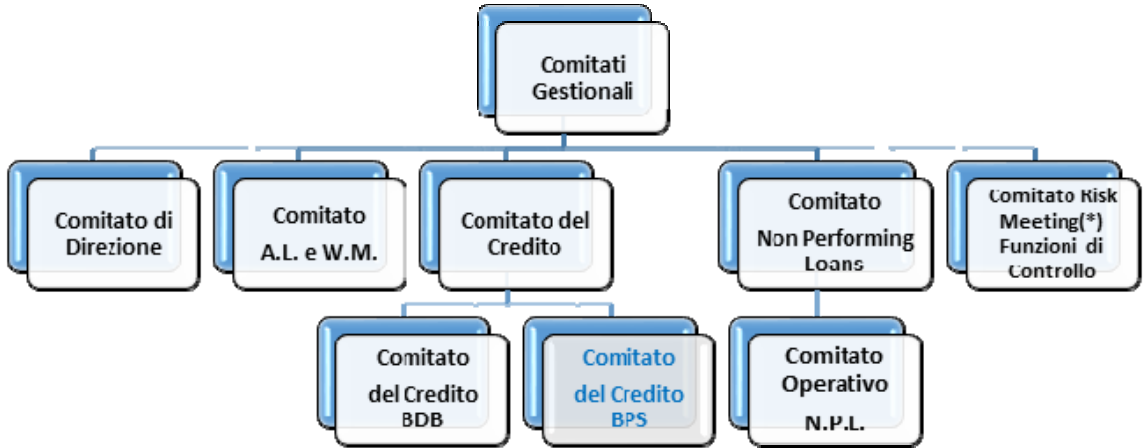 Comitati
Gestionali
Comitato di
Direzione
Comitato
A.L. e W.M.
Comitato del
Credito
Comitato
Non Performing
Loans
Comitato Risk
Meeting(*)
Funzioni di
Controllo
Comitato
del Credito
BDB
Comitato
del Credito
BPS
Comitato
Operativo
N.P.L.